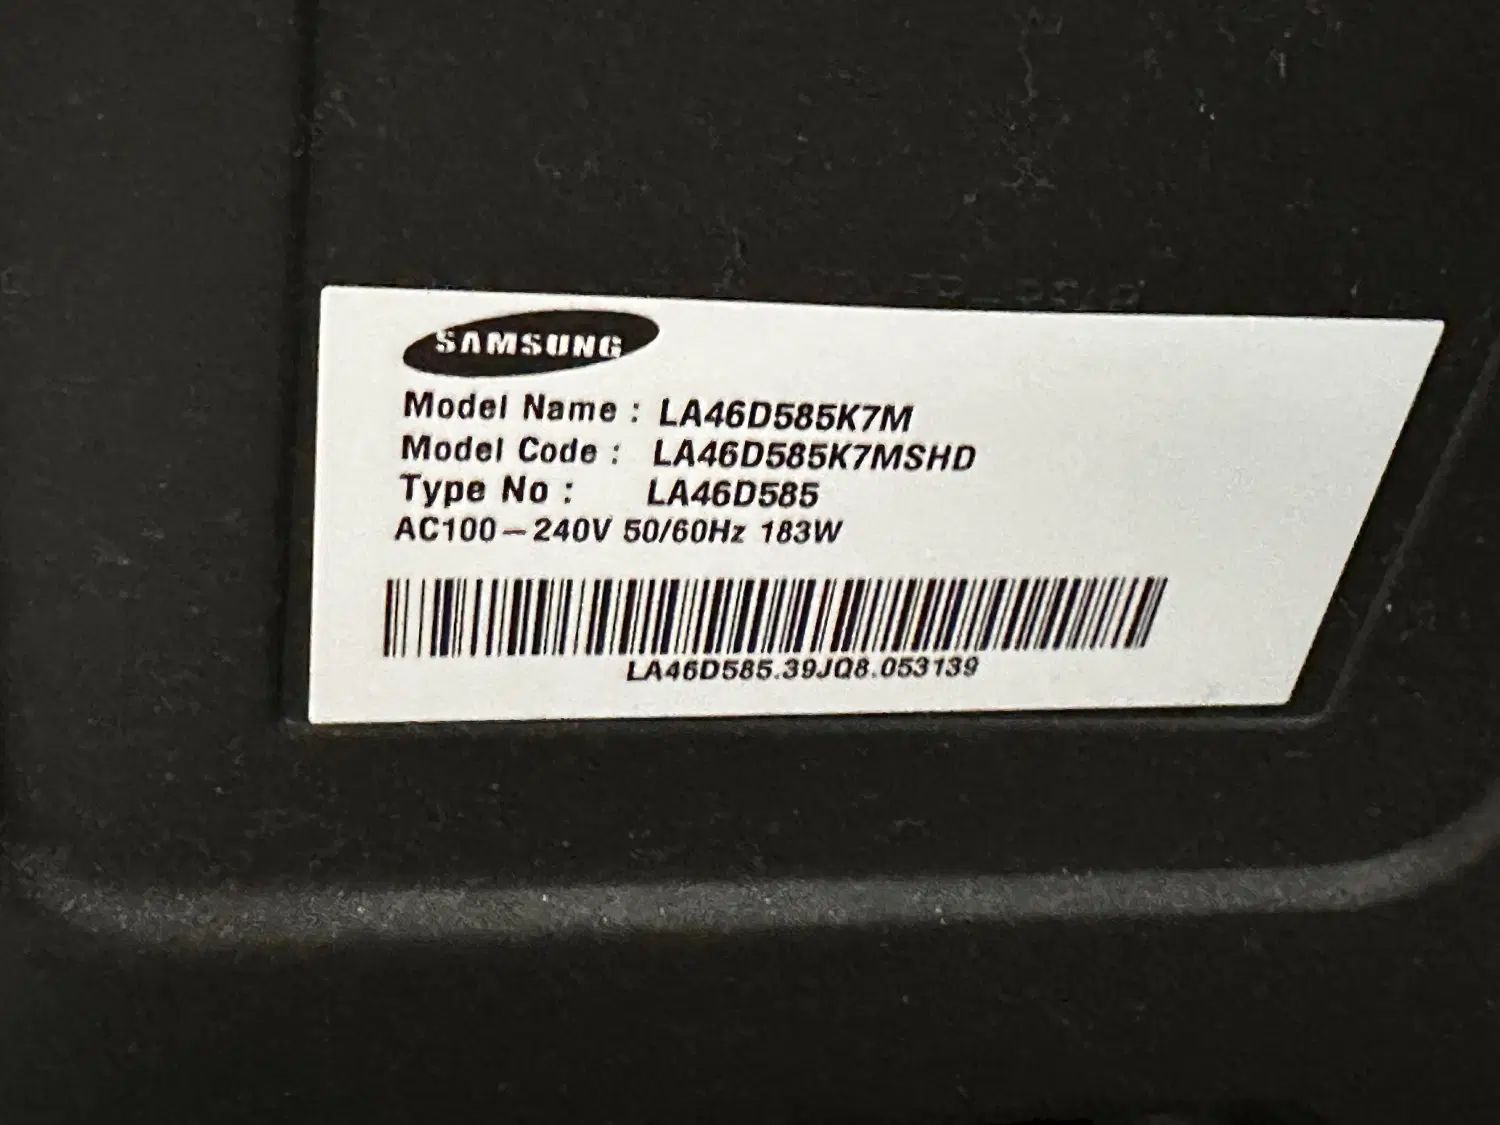 SAMSUNG
Model Name : LA46D585K7M
Model Code : LA46D585K7MSHD
Type No : LA46D585
AC100-240V 50/60Hz 183W
LA46D585.39JQ8.053139